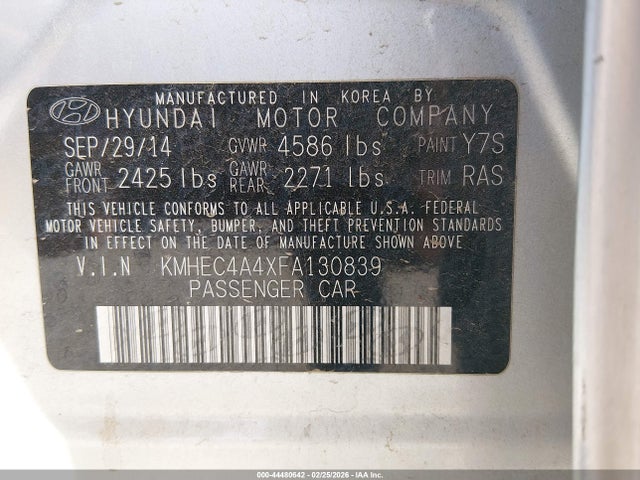 MANUFACTURED IN KOREA BY
HYUNDAI MOTOR COMPANY
SEP/29/14 GVWR 4586 lbs PAINT Y7S
GAWR FRONT 2425 lbs GAWR REAR 2271 lbs TRIM RAS
THIS VEHICLE CONFORMS TO ALL APPLICABLE U.S.A. FEDERAL
MOTOR VEHICLE SAFETY, BUMPER, AND THEFT PREVENTION STANDARDS
IN EFFECT ON THE DATE OF MANUFACTURE SHOWN ABOVE.
V.I.N KMHEC4A4XFA130839
PASSENGER CAR
000-44480642 - 02/25/2026 - IAA Inc.